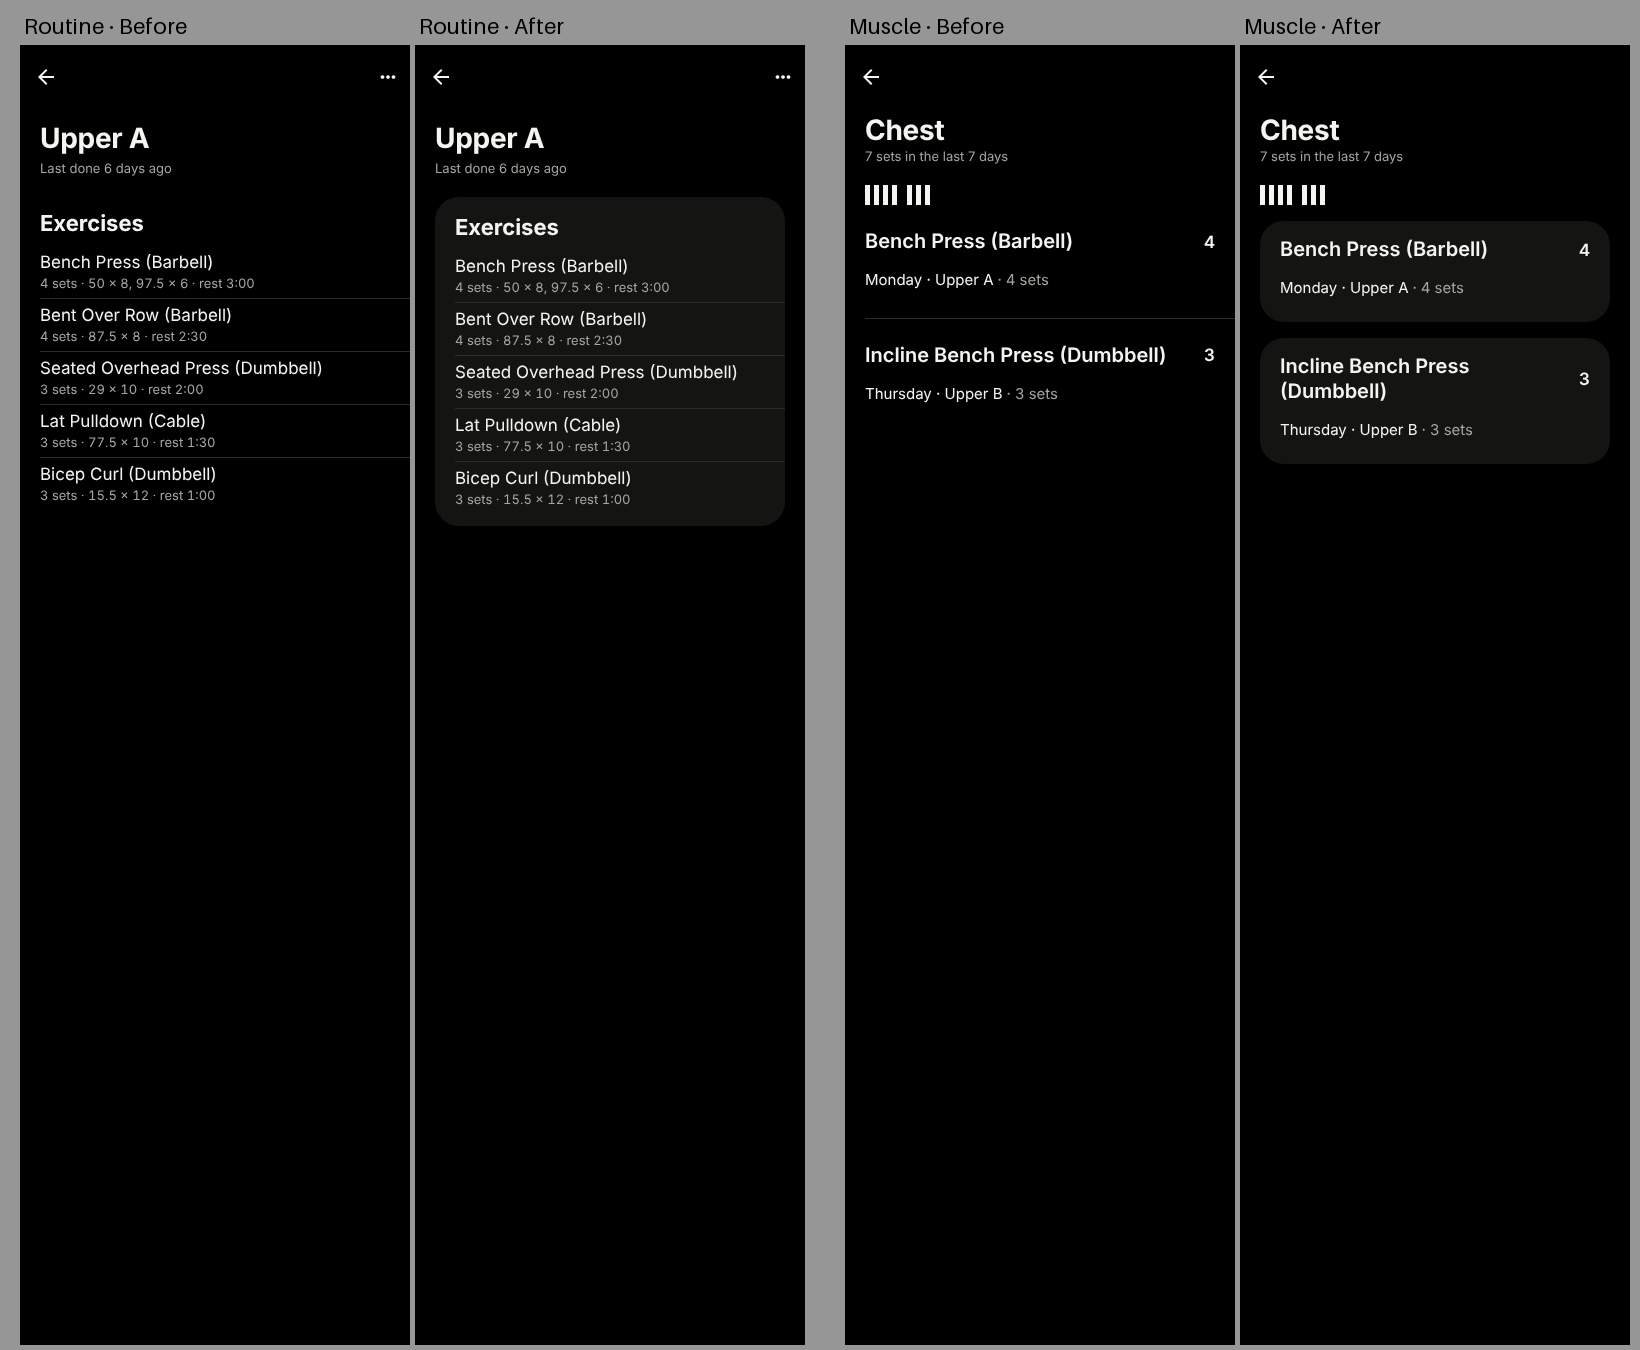 Routine · Before
Upper A
Last done 6 days ago
Exercises
Bench Press (Barbell)
4 sets · 50 × 8, 97.5 × 6 · rest 3:00
Bent Over Row (Barbell)
4 sets · 87.5 × 8 · rest 2:30
Seated Overhead Press (Dumbbell)
3 sets · 29 × 10 · rest 2:00
Lat Pulldown (Cable)
3 sets · 77.5 × 10 · rest 1:30
Bicep Curl (Dumbbell)
3 sets · 15.5 × 12 · rest 1:00
Routine · After
Upper A
Last done 6 days ago
Exercises
Bench Press (Barbell)
4 sets · 50 × 8, 97.5 × 6 · rest 3:00
Bent Over Row (Barbell)
4 sets · 87.5 × 8 · rest 2:30
Seated Overhead Press (Dumbbell)
3 sets · 29 × 10 · rest 2:00
Lat Pulldown (Cable)
3 sets · 77.5 × 10 · rest 1:30
Bicep Curl (Dumbbell)
3 sets · 15.5 × 12 · rest 1:00
Muscle · Before
Chest
7 sets in the last 7 days
Bench Press (Barbell) 4
Monday · Upper A · 4 sets
Incline Bench Press (Dumbbell) 3
Thursday · Upper B · 3 sets
Muscle · After
Chest
7 sets in the last 7 days
Bench Press (Barbell) 4
Monday · Upper A · 4 sets
Incline Bench Press
(Dumbbell) 3
Thursday · Upper B · 3 sets